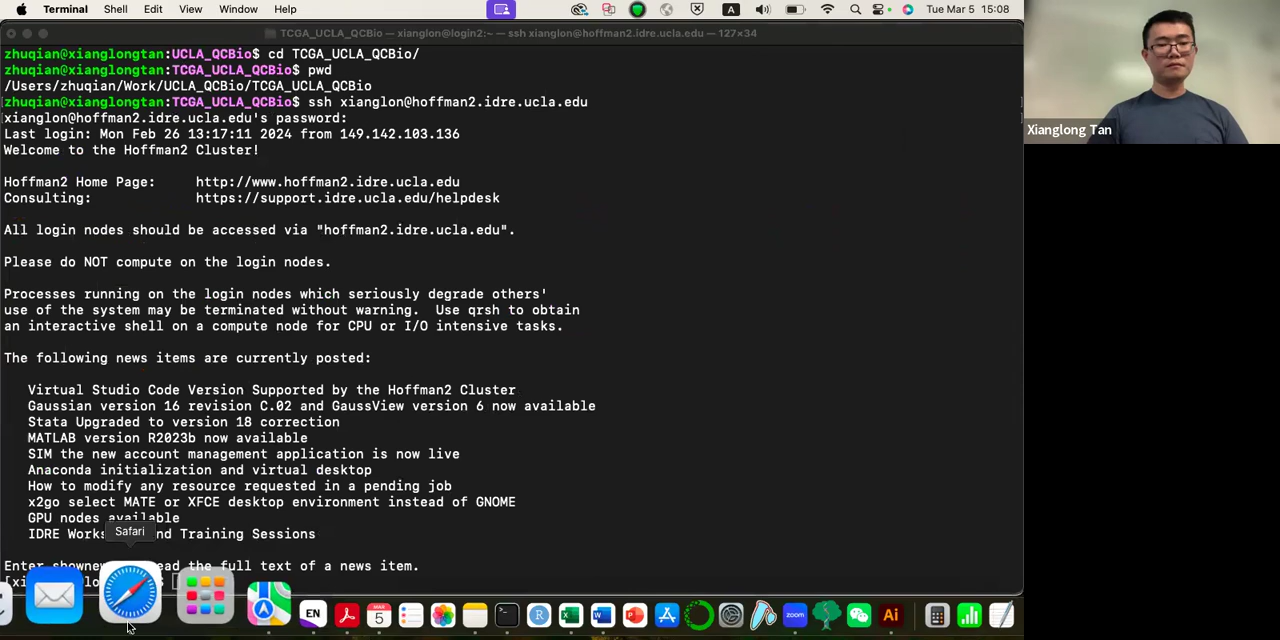 Terminal Shell Edit View Window Help A Tue Mar 5 15:08
TCGA_UCLA_QCBio — xianglon@login2:~ — ssh xianglon@hoffman2.idre.ucla.edu — 127×34
zhuqian@xianglongtan:UCLA_QCBio$ cd TCGA_UCLA_QCBio/
zhuqian@xianglongtan:TCGA_UCLA_QCBio$ pwd
/Users/zhuqian/Work/UCLA_QCBio/TCGA_UCLA_QCBio
zhuqian@xianglongtan:TCGA_UCLA_QCBio$ ssh xianglon@hoffman2.idre.ucla.edu
xianglon@hoffman2.idre.ucla.edu's password:
Last login: Mon Feb 26 13:17:11 2024 from 149.142.103.136
Welcome to the Hoffman2 Cluster!
Hoffman2 Home Page: http://www.hoffman2.idre.ucla.edu
Consulting: https://support.idre.ucla.edu/helpdesk
All login nodes should be accessed via "hoffman2.idre.ucla.edu".
Please do NOT compute on the login nodes.
Processes running on the login nodes which seriously degrade others'
use of the system may be terminated without warning. Use qrsh to obtain
an interactive shell on a compute node for CPU or I/O intensive tasks.
The following news items are currently posted:
Virtual Studio Code Version Supported by the Hoffman2 Cluster
Gaussian version 16 revision C.02 and GaussView version 6 now available
Stata Upgraded to version 18 correction
MATLAB version R2023b now available
SIM the new account management application is now live
Anaconda initialization and virtual desktop
How to modify any resource requested in a pending job
x2go select MATE or XFCE desktop environment instead of GNOME
GPU nodes available
IDRE Works nd Training Sessions
Safari
Enter shown ead the full text of a news item.
Xianglong Tan
EN
MAR
5
R
zoom
Ai